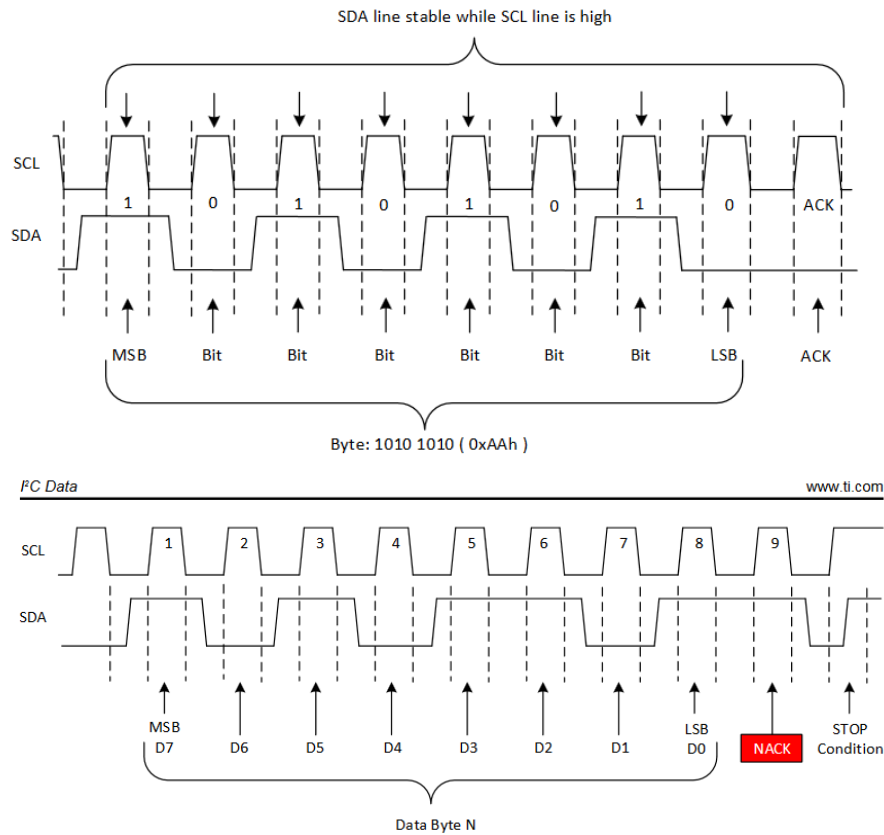 SDA line stable while SCL line is high
SCL
1 0 1 0 1 0 1 0 ACK
SDA
MSB Bit Bit Bit Bit Bit Bit LSB ACK
Byte: 1010 1010 ( 0xAAh )
I²C Data www.ti.com
SCL 1 2 3 4 5 6 7 8 9
SDA
MSB LSB STOP
D7 D6 D5 D4 D3 D2 D1 D0 NACK Condition
Data Byte N